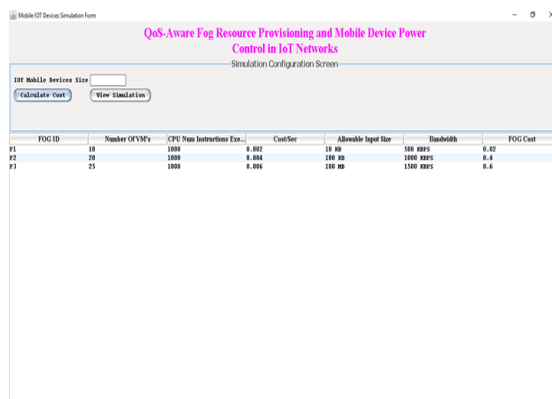 Mobile IOT Devices Simulation Form
QoS-Aware Fog Resource Provisioning and Mobile Device Power
Control in IoT Networks
Simulation Configuration Screen
IOT Mobile Devices Size
Calculate Cost View Simulation
FOG ID Number Of VM's CPU Num Instructions Exe... Cost/Sec Allowable Input Size Bandwidth FOG Cost
F1 10 1000 0.002 10 KB 500 KBPS 0.02
F2 20 1000 0.004 100 KB 1000 KBPS 0.4
F3 25 1000 0.006 100 MB 1500 KBPS 0.6